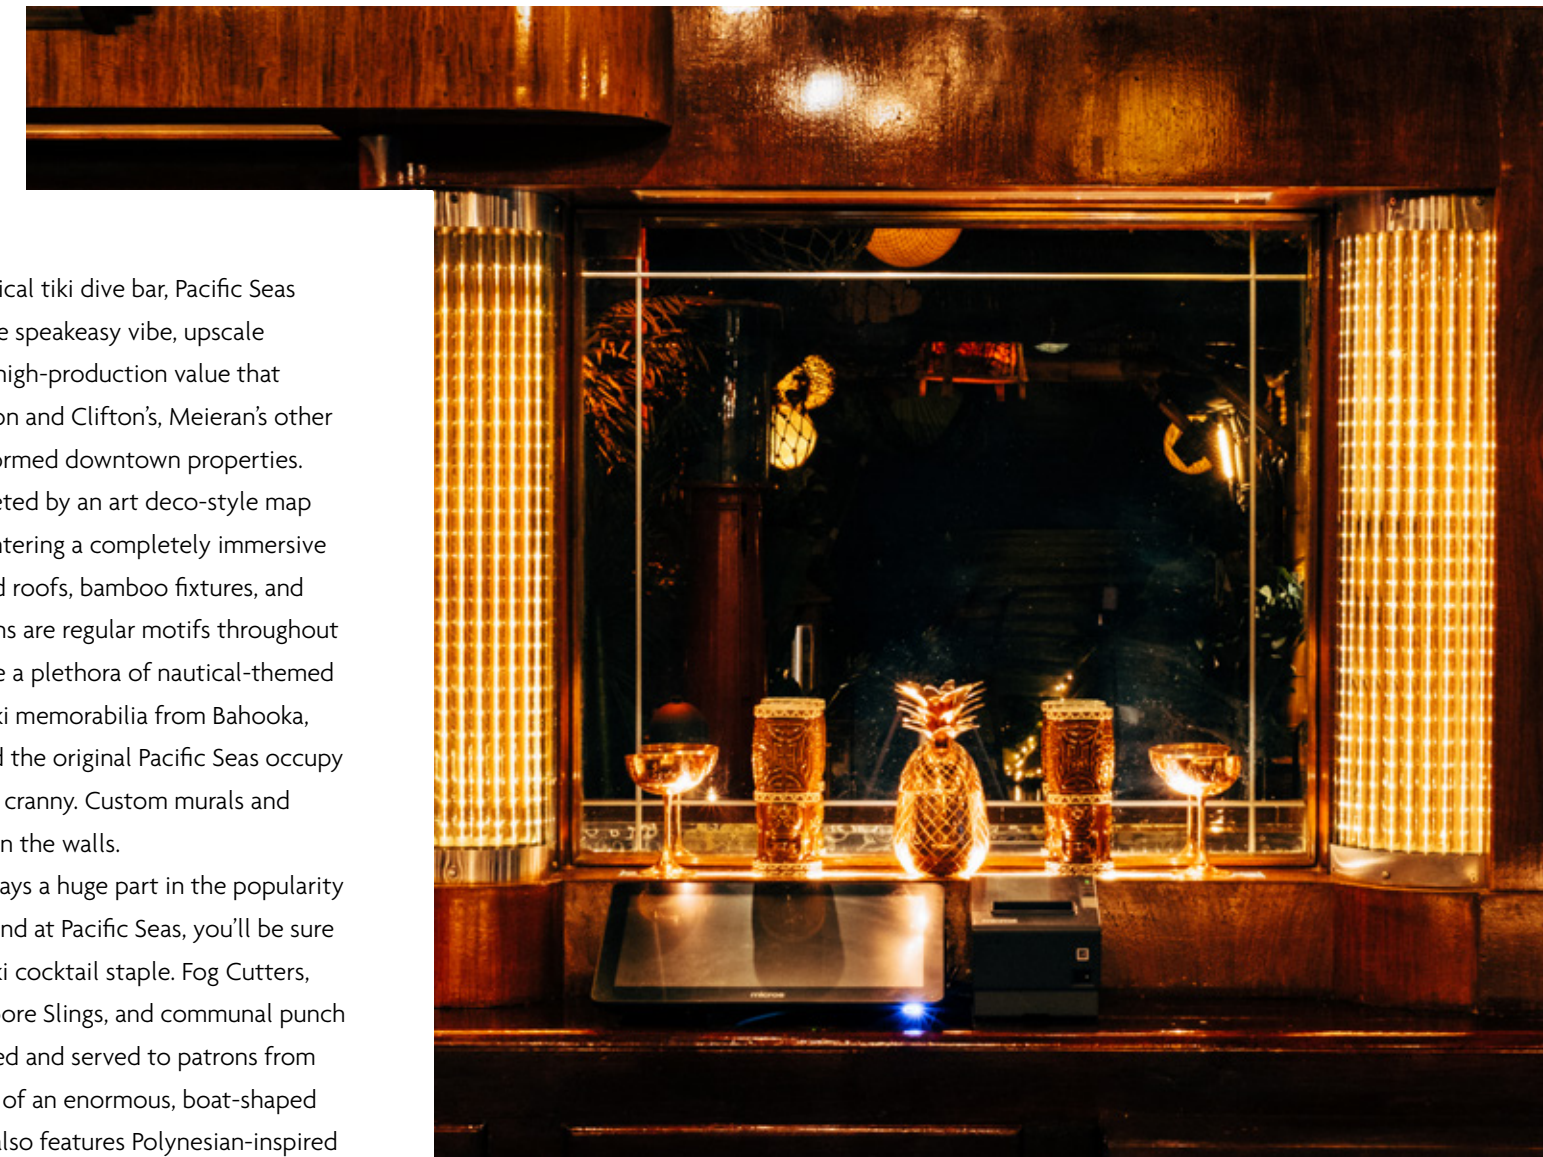 ical tiki dive bar, Pacific Seas
e speakeasy vibe, upscale
high-production value that
on and Clifton's, Meieran's other
ormed downtown properties.
eted by an art deco-style map
ntering a completely immersive
d roofs, bamboo fixtures, and
ns are regular motifs throughout
e a plethora of nautical-themed
ki memorabilia from Bahooka,
d the original Pacific Seas occupy
cranny. Custom murals and
n the walls.
ays a huge part in the popularity
nd at Pacific Seas, you'll be sure
ki cocktail staple. Fog Cutters,
ore Slings, and communal punch
ed and served to patrons from
of an enormous, boat-shaped
also features Polynesian-inspired
micros